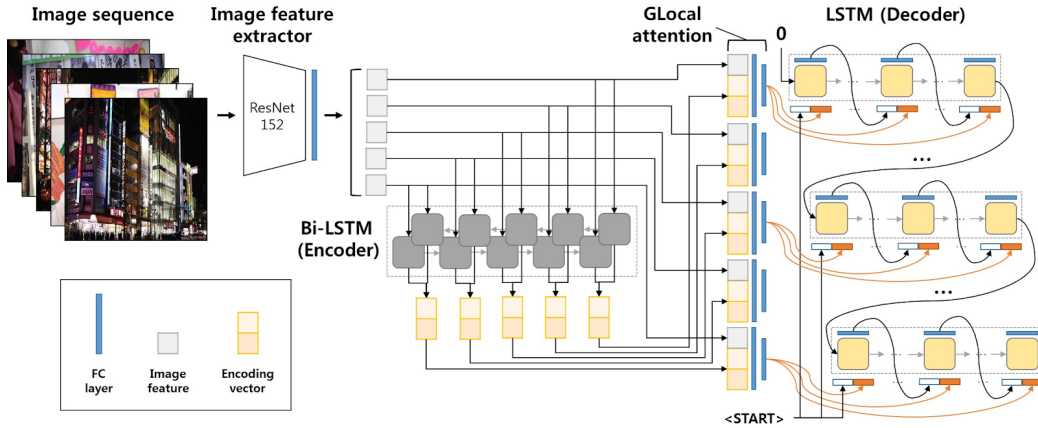 Image sequence
Image feature
extractor
GLocal
attention
LSTM (Decoder)
0
ResNet
152
...
...
Bi-LSTM
(Encoder)
...
...
FC
layer
Image
feature
Encoding
vector
<START>